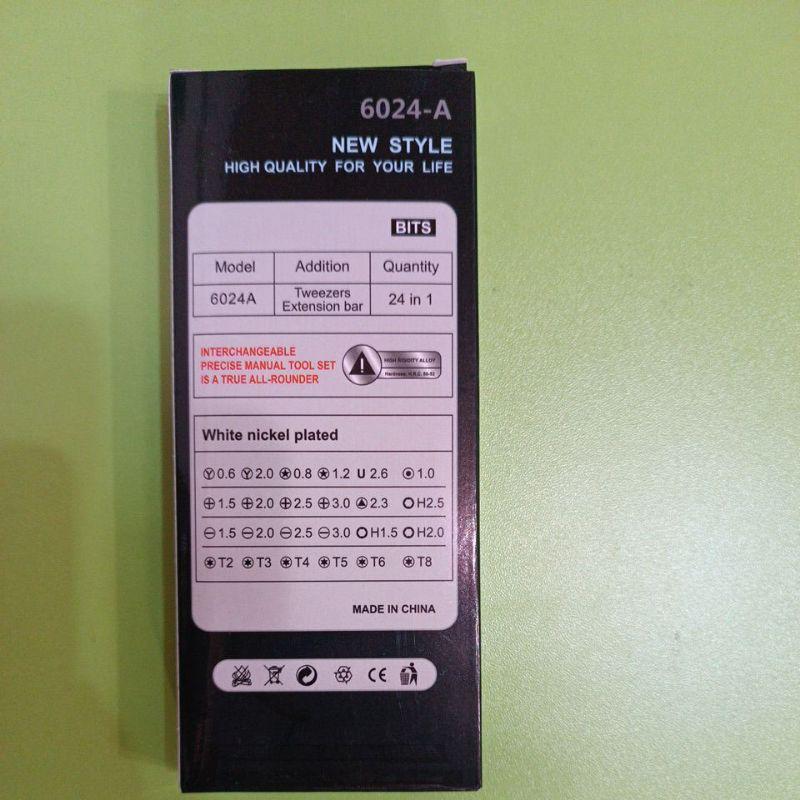 6024-A
NEW STYLE
HIGH QUALITY FOR YOUR LIFE
BITS
Model Addition Quantity
6024A Tweezers Extension bar 24 in 1
INTERCHANGEABLE
PRECISE MANUAL TOOL SET
IS A TRUE ALL-ROUNDER
HIGH RIGIDITY ALLOY
Hardness: H.R.C.
White nickel plated
0.6 2.0 0.8 1.2 U 2.6 1.0
1.5 2.0 2.5 3.0 2.3 H2.5
1.5 2.0 2.5 3.0 H1.5 H2.0
T2 T3 T4 T5 T6 T8
MADE IN CHINA
CE